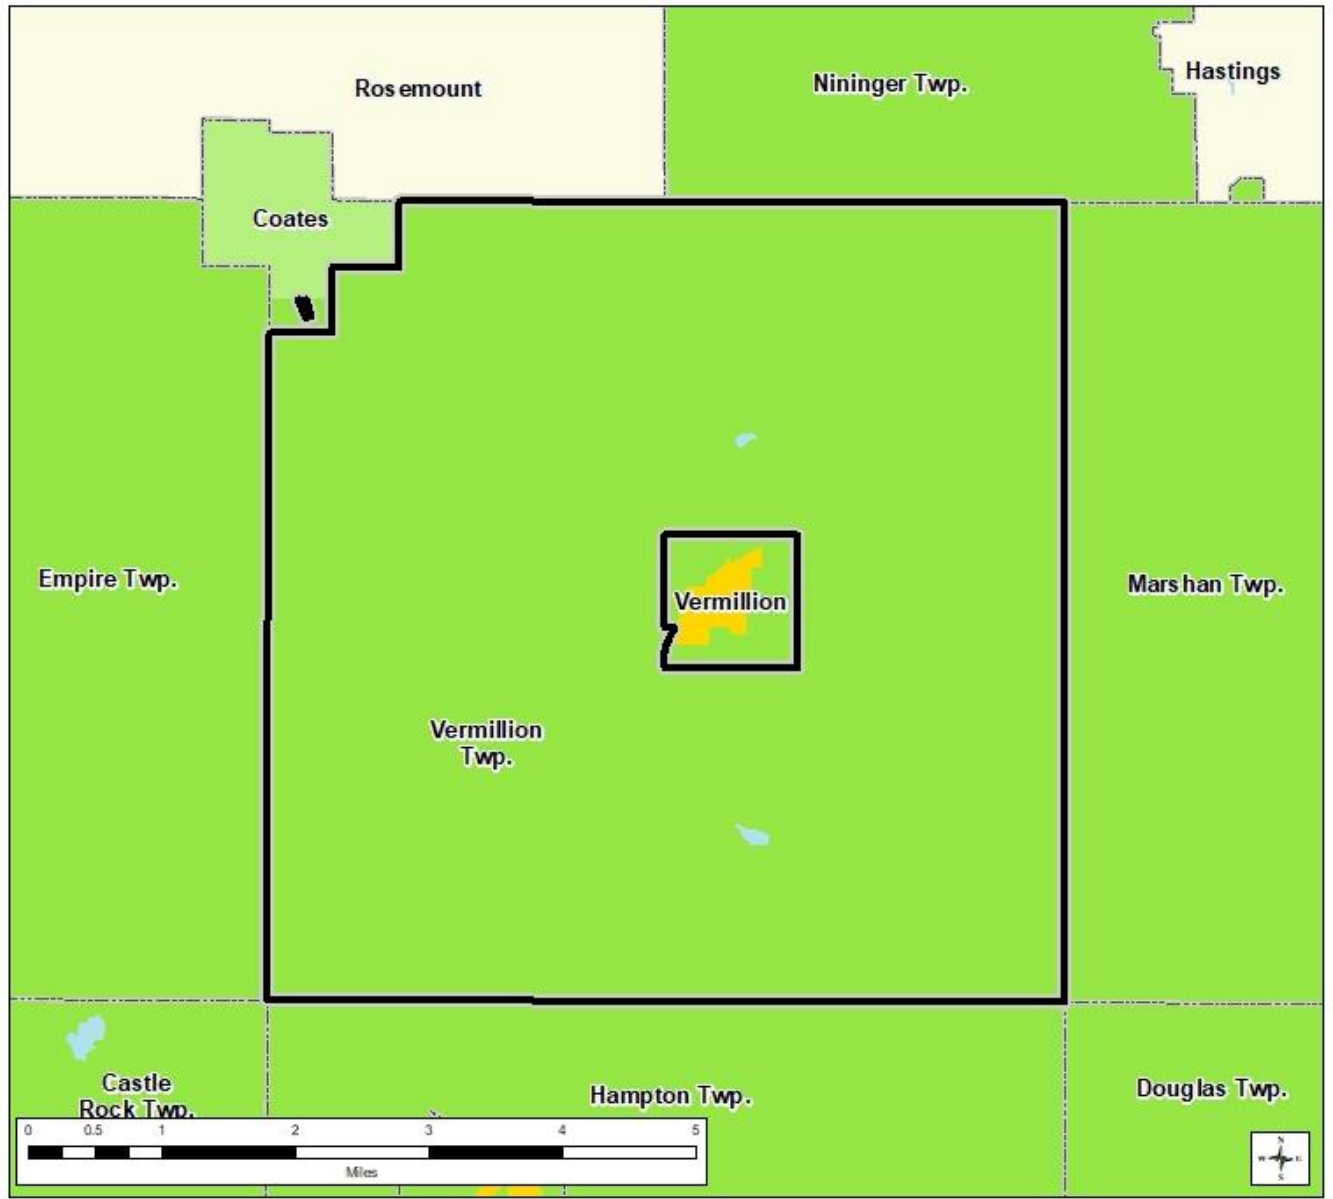 Rosemount
Nininger Twp.
Hastings
Coates
Empire Twp.
Vermillion
Marshan Twp.
Vermillion
Twp.
Castle
Rock Twp.
Hampton Twp.
Douglas Twp.
0 0.5 1 2 3 4 5
Miles
N
W E
S